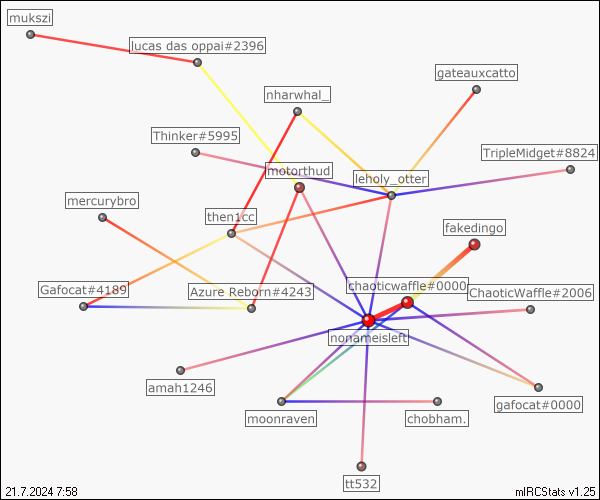 mukszi
lucas das oppai#2396
gateauxcatto
nharwhal_
Thinker#5995
TripleMidget#8824
motorthud
leholy_otter
mercurybro
then1cc
fakedingo
Gafocat#4189
Azure Reborn#4243
chaoticwaffle#0000
ChaoticWaffle#2006
nonameisleft
amah1246
gafocat#0000
moonraven
chobham.
tt532
21.7.2024 7:58
mIRCStats v1.25